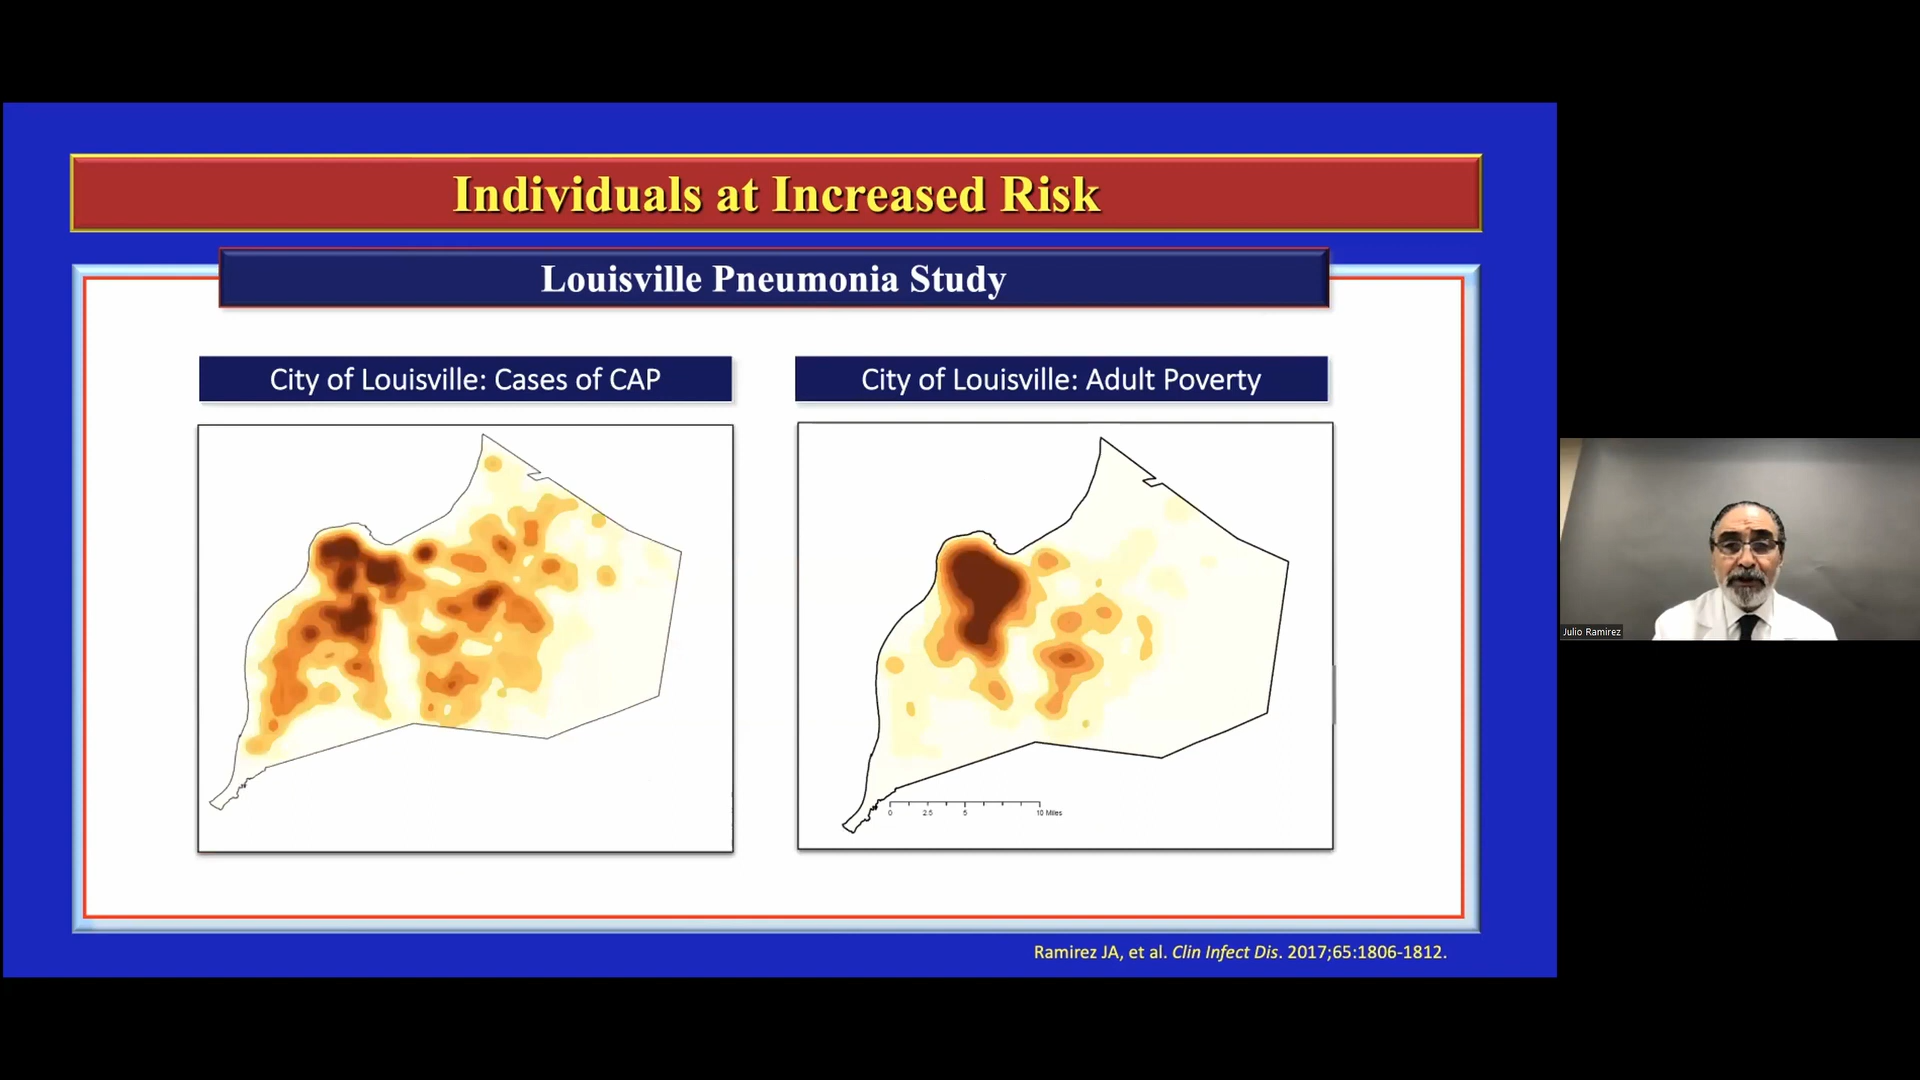 Individuals at Increased Risk
Louisville Pneumonia Study
City of Louisville: Cases of CAP
City of Louisville: Adult Poverty
0 2.5 5 10 Miles
Julio Ramirez
Ramirez JA, et al. Clin Infect Dis. 2017;65:1806-1812.